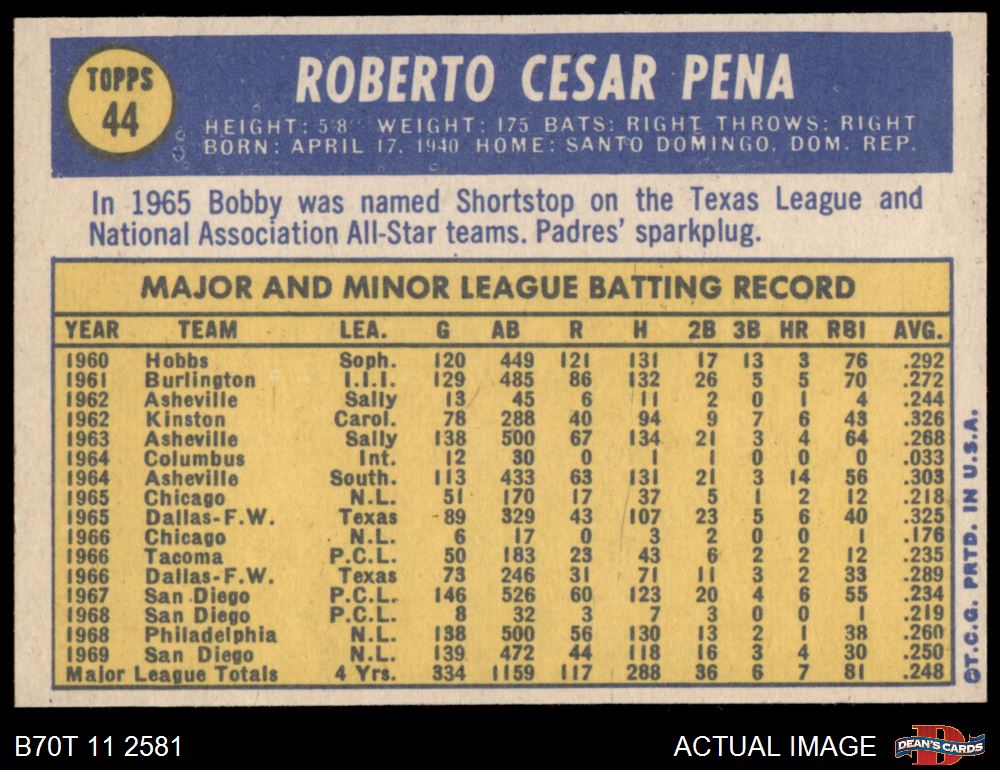 TOPPS
44
ROBERTO CESAR PENA
HEIGHT: 5'8" WEIGHT: 175 BATS: RIGHT THROWS: RIGHT
BORN: APRIL 17, 1940 HOME: SANTO DOMINGO, DOM. REP.
In 1965 Bobby was named Shortstop on the Texas League and
National Association All-Star teams. Padres' sparkplug.
MAJOR AND MINOR LEAGUE BATTING RECORD
YEAR TEAM LEA. G AB R H 2B 3B HR RBI AVG.
1960 Hobbs Soph. 120 449 121 131 17 13 3 76 .292
1961 Burlington I.I.I. 129 485 86 132 26 5 5 70 .272
1962 Asheville Sally 13 45 6 11 2 0 1 4 .244
1962 Kinston Carol. 78 288 40 94 9 7 6 43 .326
1963 Asheville Sally 138 500 67 134 21 3 4 64 .268
1964 Columbus Int. 12 30 0 1 1 0 0 0 .033
1964 Asheville South. 113 433 63 131 21 3 14 56 .303
1965 Chicago N.L. 51 170 17 37 5 1 2 12 .218
1965 Dallas-F.W. Texas 89 329 43 107 23 5 6 40 .325
1966 Chicago N.L. 6 17 0 3 2 0 0 1 .176
1966 Tacoma P.C.L. 50 183 23 43 6 2 2 12 .235
1966 Dallas-F.W. Texas 73 246 31 71 11 3 2 33 .289
1967 San Diego P.C.L. 146 526 60 123 20 4 6 55 .234
1968 San Diego P.C.L. 8 32 3 7 3 0 0 1 .219
1968 Philadelphia N.L. 138 500 56 130 13 2 1 38 .260
1969 San Diego N.L. 139 472 44 118 16 3 4 30 .250
Major League Totals 4 Yrs. 334 1159 117 288 36 6 7 81 .248
©T.C.G. PRTD. IN U.S.A.
B70T 11 2581
ACTUAL IMAGE
D
DEAN'S CARDS